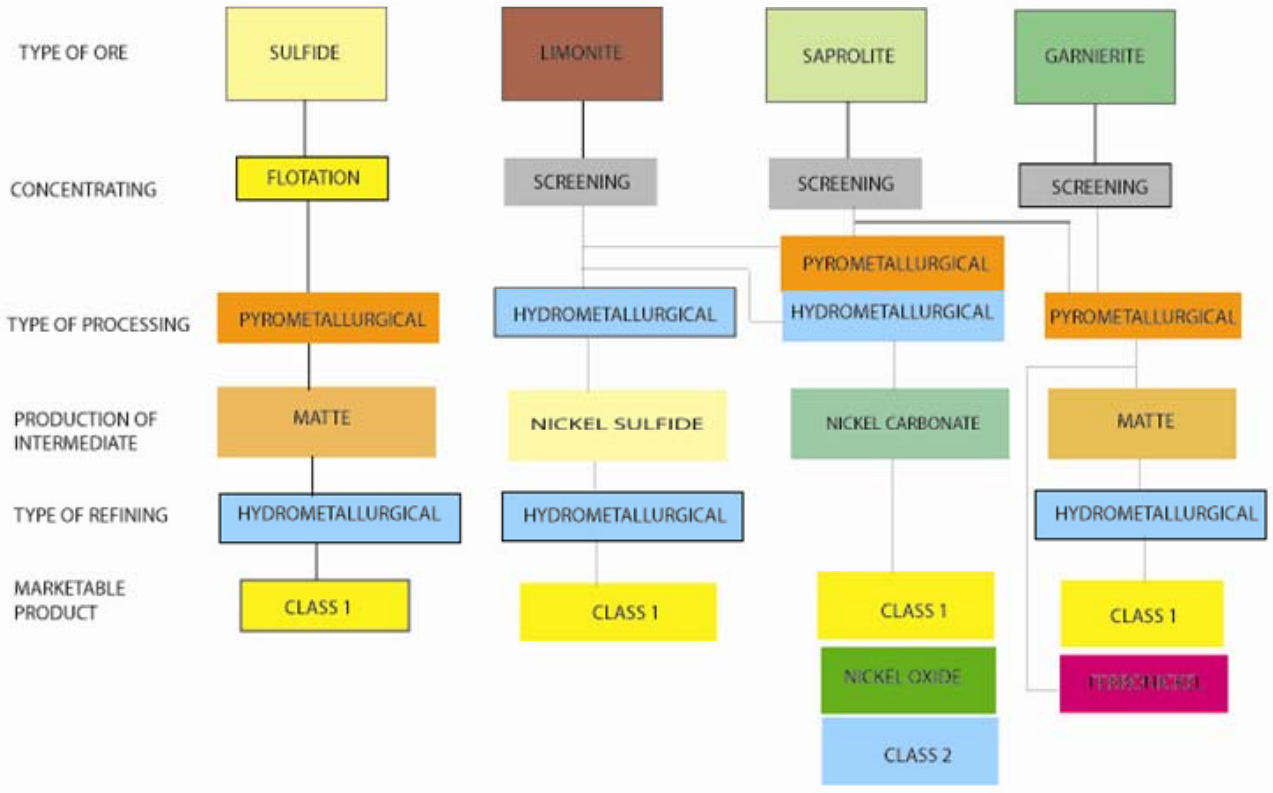 TYPE OF ORE
SULFIDE
LIMONITE
SAPROLITE
GARNIERITE
CONCENTRATING
FLOTATION
SCREENING
SCREENING
SCREENING
TYPE OF PROCESSING
PYROMETALLURGICAL
HYDROMETALLURGICAL
PYROMETALLURGICAL
HYDROMETALLURGICAL
PYROMETALLURGICAL
PRODUCTION OF
INTERMEDIATE
MATTE
NICKEL SULFIDE
NICKEL CARBONATE
MATTE
TYPE OF REFINING
HYDROMETALLURGICAL
HYDROMETALLURGICAL
HYDROMETALLURGICAL
MARKETABLE
PRODUCT
CLASS 1
CLASS 1
CLASS 1
NICKEL OXIDE
CLASS 2
CLASS 1